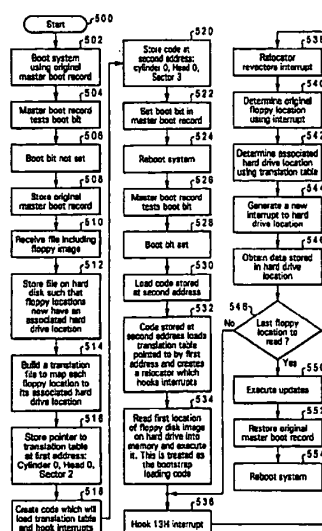 Start
500
502
Boot system
using original
master boot record
504
Master boot record
tests boot bit
506
Boot bit not set
508
Store original
master boot record
510
Receive file including
floppy image
512
Store file on hard
disk such that
floppy locations
now have an
associated hard
drive location
514
Build a translation
file to map each
floppy location to
its associated hard
drive location
516
Store pointer to
translation table
at first address:
Cylinder 0, Head 0,
Sector 2
518
Create code which will
load translation table
and hook interrupts
520
Store code at
second address:
cylinder 0, Head 0,
Sector 3
522
Set boot bit in
master boot record
524
Reboot system
526
Master boot record
tests boot bit
528
Boot bit set
530
Load code stored
at second address
532
Code stored at
second address loads
translation table
pointed to by first
address and creates
a relocator which
hooks interrupts
534
Read first location
of floppy disk image
on hard drive into
memory and execute
it. This is treated as
the bootstrap
loading code
536
Hook 13H interrupt
538
Relocator
revectors interrupt
540
Determine original
floppy location
using interrupt
542
Determine associated
hard drive location
using translation table
544
Generate a new
interrupt to
hard drive location
546
Obtain data stored
in hard drive
location
548
No
Last floppy
location to
read ?
Yes
550
Execute updates
552
Restore original
master boot record
554
Reboot system